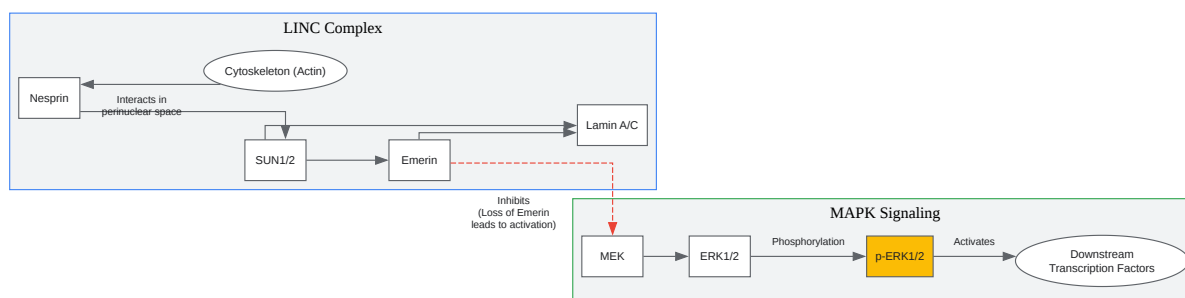 LINC Complex
Cytoskeleton (Actin)
Nesprin
Interacts in
perinuclear space
Lamin A/C
SUN1/2
Emerin
Inhibits
(Loss of Emerin
leads to activation)
MAPK Signaling
MEK
ERK1/2
Phosphorylation
p-ERK1/2
Activates
Downstream
Transcription Factors